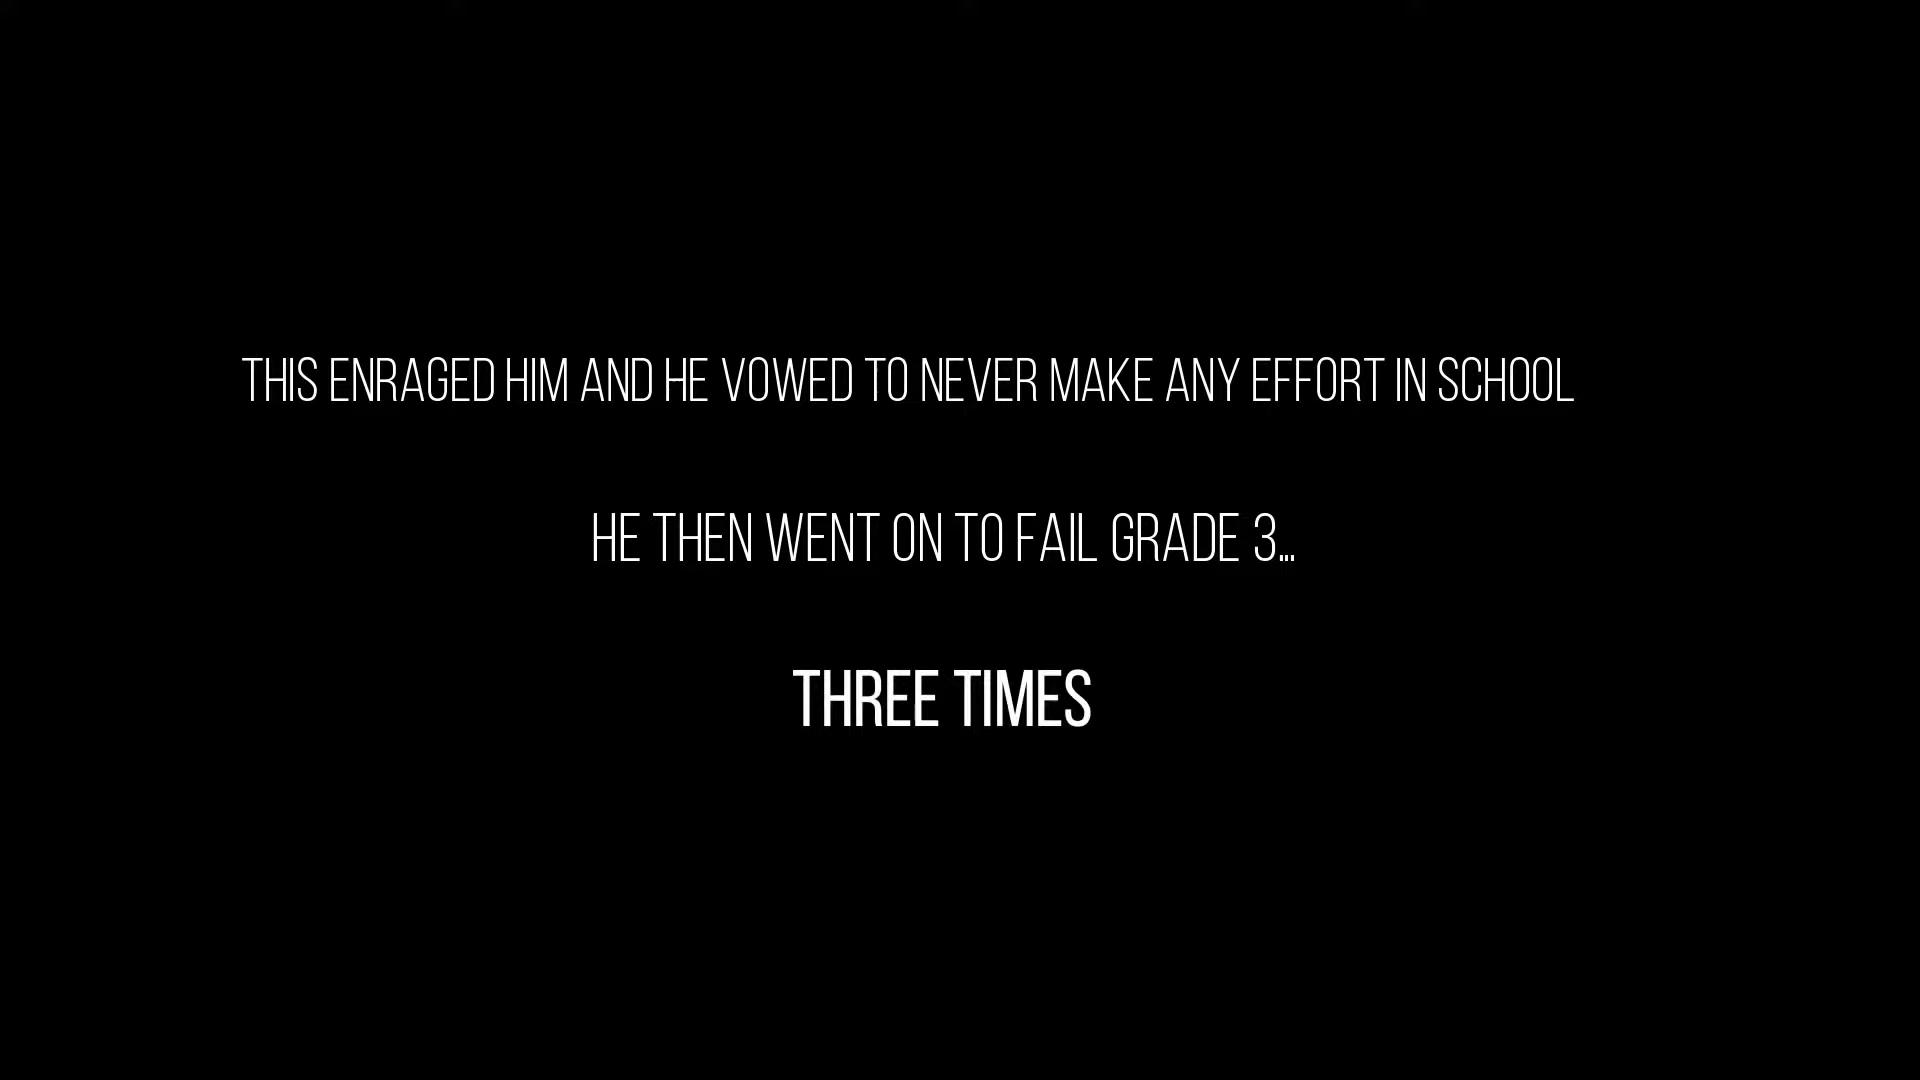 THIS ENRAGED HIM AND HE VOWED TO NEVER MAKE ANY EFFORT IN SCHOOL
HE THEN WENT ON TO FAIL GRADE 3...
THREE TIMES